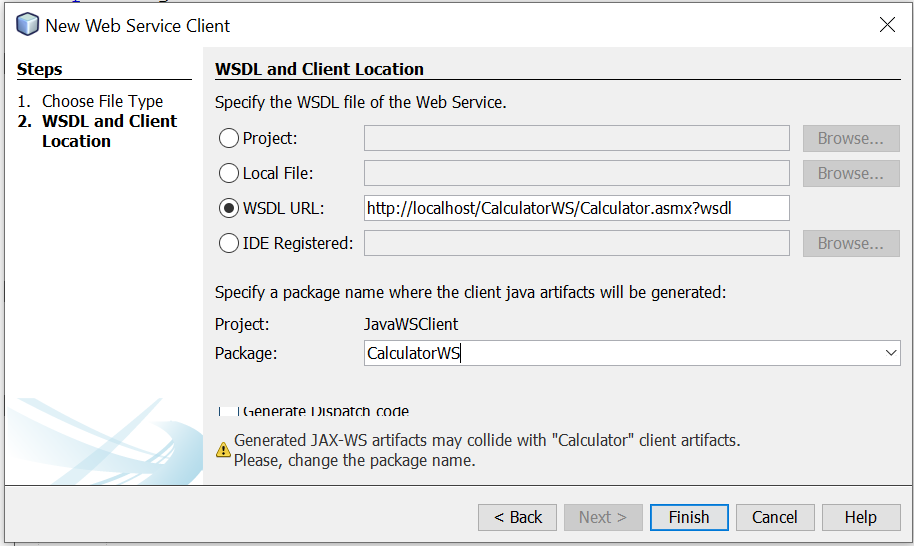 New Web Service Client
Steps
1. Choose File Type
2. WSDL and Client
Location
WSDL and Client Location
Specify the WSDL file of the Web Service.
Project:
Browse...
Local File:
Browse...
WSDL URL:
http://localhost/CalculatorWS/Calculator.asmx?wsdl
IDE Registered:
Browse...
Specify a package name where the client java artifacts will be generated:
Project:
JavaWSClient
Package:
CalculatorWS
Generate Dispatch code
Generated JAX-WS artifacts may collide with "Calculator" client artifacts.
Please, change the package name.
< Back
Next >
Finish
Cancel
Help